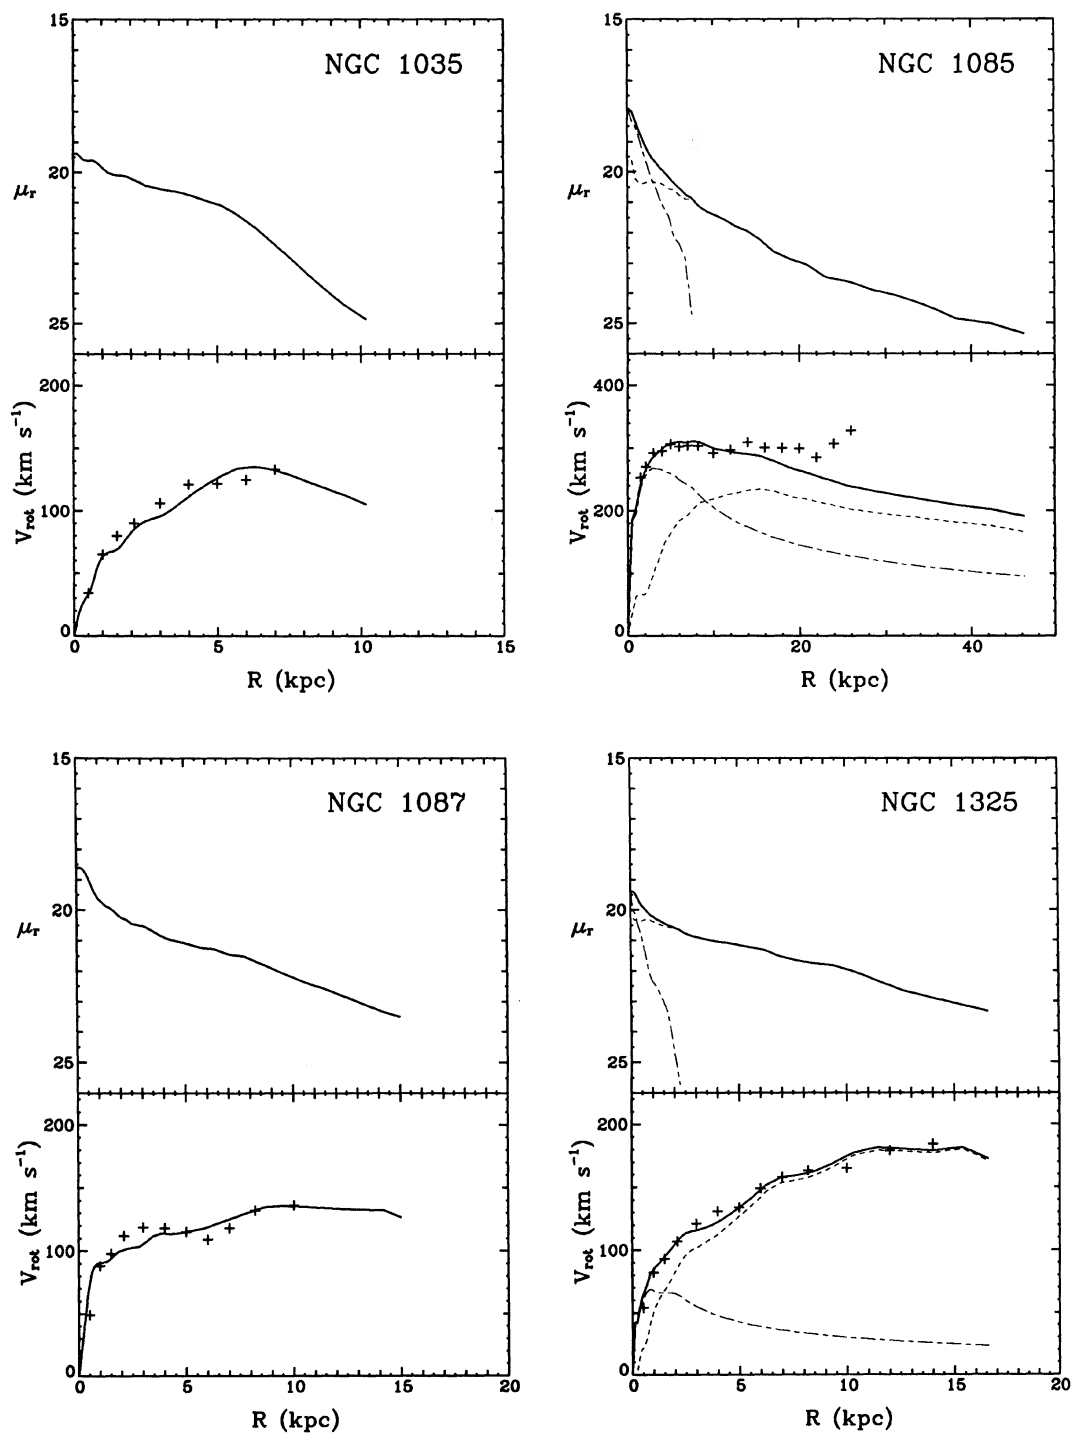 NGC 1035
15
20
25
μr
200
100
0
Vrot (km s−1)
0 5 10 15
R (kpc)
NGC 1085
15
20
25
μr
400
200
0
Vrot (km s−1)
0 20 40
R (kpc)
NGC 1087
15
20
25
μr
200
100
0
Vrot (km s−1)
0 5 10 15 20
R (kpc)
NGC 1325
15
20
25
μr
200
100
0
Vrot (km s−1)
0 5 10 15 20
R (kpc)